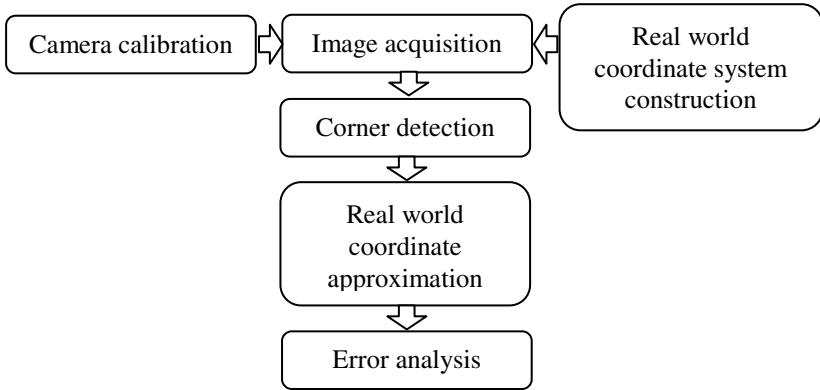 Camera calibration
Image acquisition
Real world
coordinate system
construction
Corner detection
Real world
coordinate
approximation
Error analysis